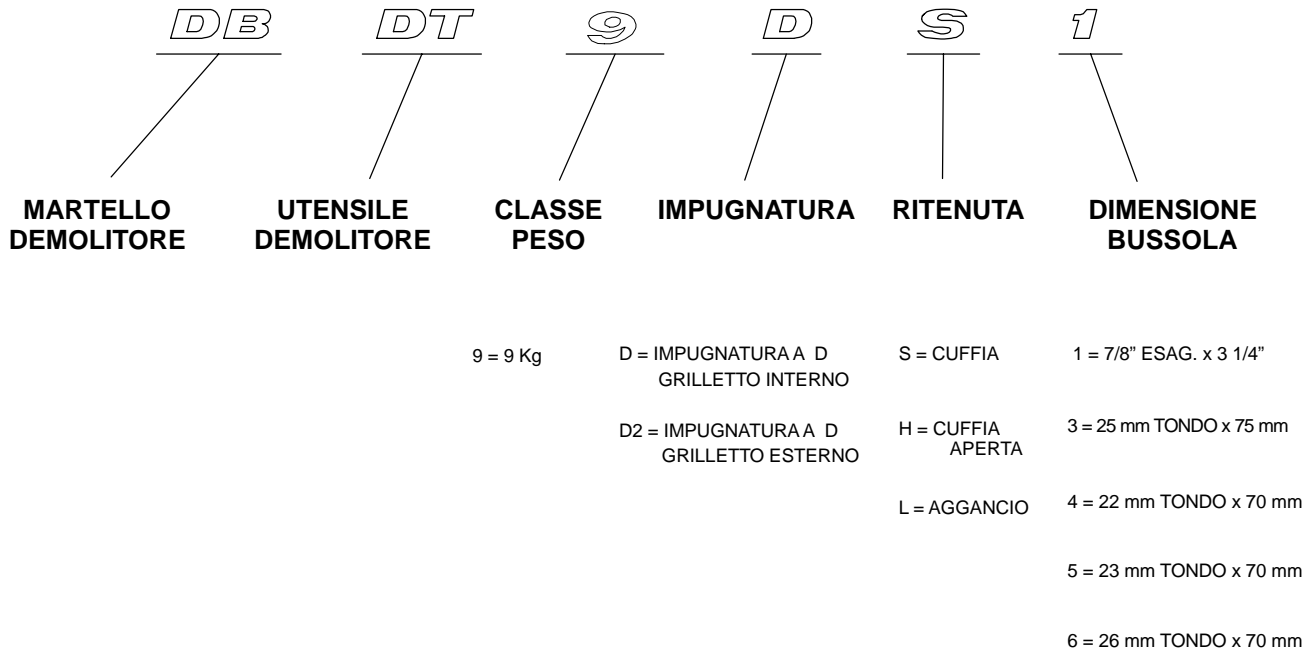 DB DT 9 D S 1
MARTELLO DEMOLITORE
UTENSILE DEMOLITORE
CLASSE PESO
IMPUGNATURA
RITENUTA
DIMENSIONE BUSSOLA
9 = 9 Kg
D = IMPUGNATURA A D
GRILLETTO INTERNO
D2 = IMPUGNATURA A D
GRILLETTO ESTERNO
S = CUFFIA
H = CUFFIA
APERTA
L = AGGANCIO
1 = 7/8” ESAG. x 3 1/4”
3 = 25 mm TONDO x 75 mm
4 = 22 mm TONDO x 70 mm
5 = 23 mm TONDO x 70 mm
6 = 26 mm TONDO x 70 mm